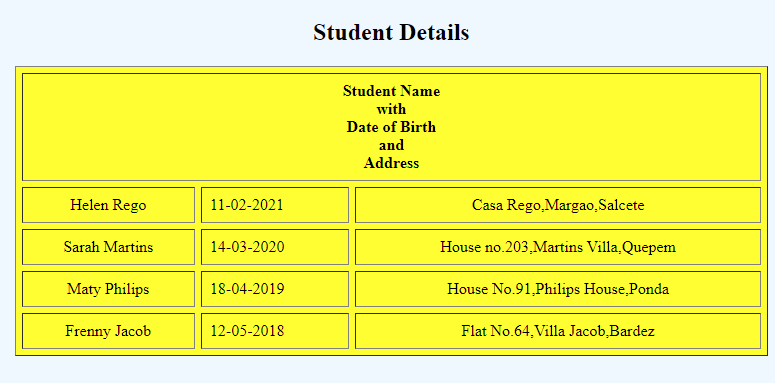 Student Details
Student Name
with
Date of Birth
and
Address
Helen Rego 11-02-2021 Casa Rego,Margao,Salcete
Sarah Martins 14-03-2020 House no.203,Martins Villa,Quepem
Maty Philips 18-04-2019 House No.91,Philips House,Ponda
Frenny Jacob 12-05-2018 Flat No.64,Villa Jacob,Bardez